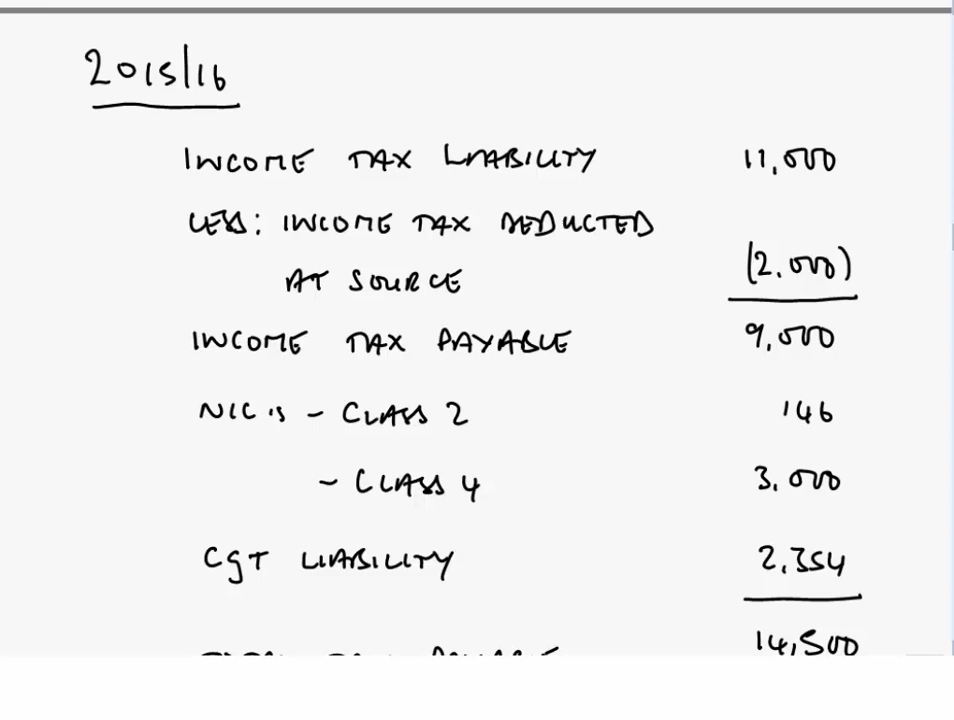 2015/16
INCOME TAX LIABILITY 11,000
LESS: INCOME TAX DEDUCTED
AT SOURCE (2,000)
INCOME TAX PAYABLE 9,000
NIC's - CLASS 2 146
- CLASS 4 3,000
CGT LIABILITY 2,354
14,500